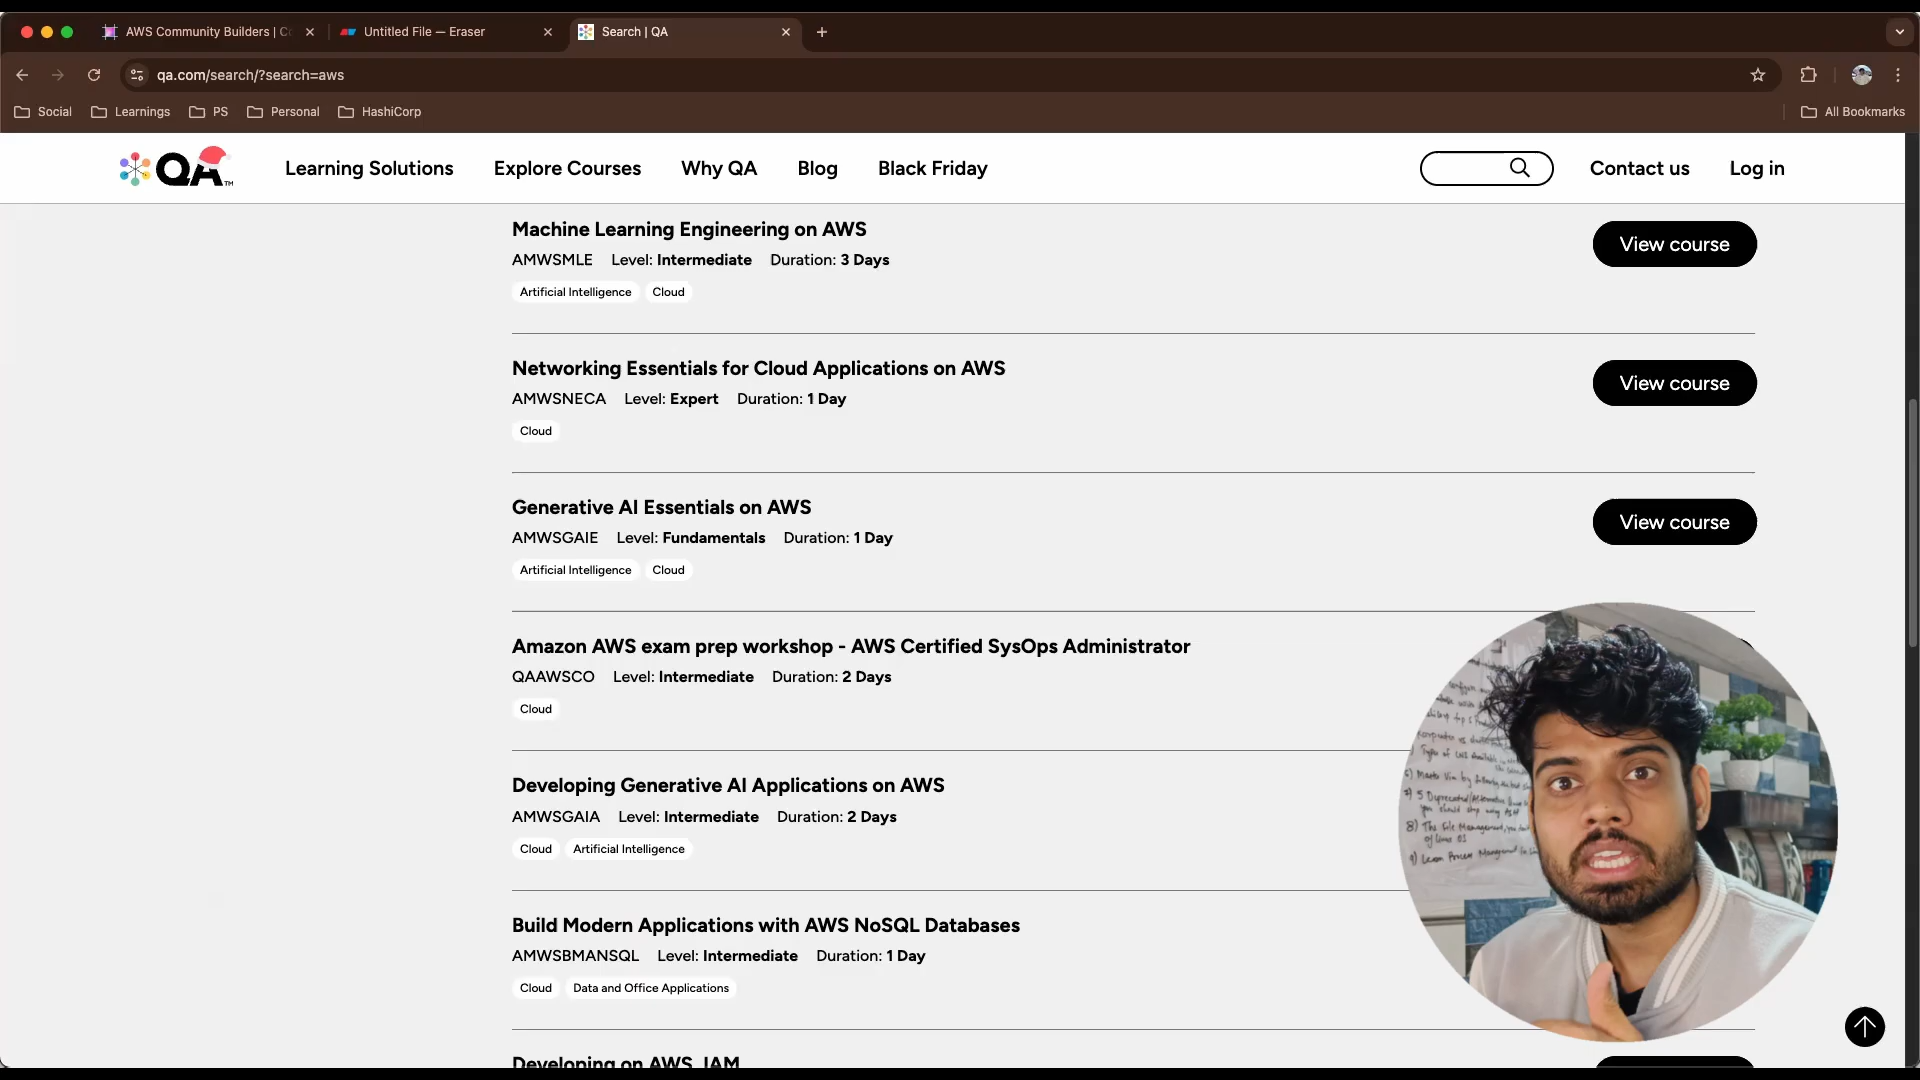 AWS Community Builders | Co
Untitled File — Eraser
Search | QA
qa.com/search/?search=aws
Social
Learnings
PS
Personal
HashiCorp
All Bookmarks
QA™
Learning Solutions
Explore Courses
Why QA
Blog
Black Friday
Contact us
Log in
Machine Learning Engineering on AWS
View course
AMWSMLE Level: Intermediate Duration: 3 Days
Artificial Intelligence Cloud
Networking Essentials for Cloud Applications on AWS
View course
AMWSNECA Level: Expert Duration: 1 Day
Cloud
Generative AI Essentials on AWS
View course
AMWSGAIE Level: Fundamentals Duration: 1 Day
Artificial Intelligence Cloud
Amazon AWS exam prep workshop - AWS Certified SysOps Administrator
QAAWSCO Level: Intermediate Duration: 2 Days
Cloud
Developing Generative AI Applications on AWS
AMWSGAIA Level: Intermediate Duration: 2 Days
Cloud Artificial Intelligence
Build Modern Applications with AWS NoSQL Databases
AMWSBMANSQL Level: Intermediate Duration: 1 Day
Cloud Data and Office Applications
Developing on AWS JAM